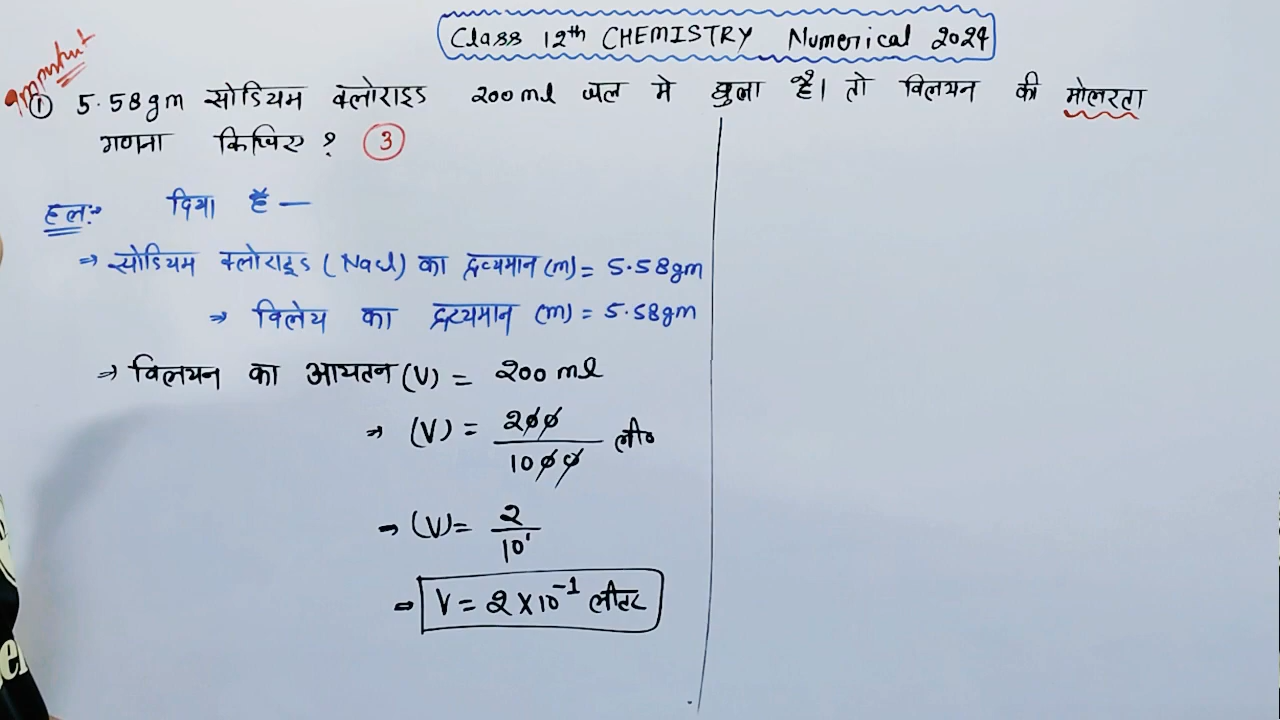 Class 12th CHEMISTRY Numerical 2024
① 5.58gm सोडियम क्लोराइड 200ml जल मे घुला है। तो विलयन की मोलरता
गणना किजिए ? ③
हल:- दिया है —
⇒ सोडियम क्लोराइड (NaCl) का द्रव्यमान (m) = 5.58gm
⇒ विलेय का द्रव्यमान (m) = 5.58gm
⇒ विलयन का आयतन (V) = 200 ml
⇒ (V) = 200/1000 ली०
⇒ (V) = 2/10¹
⇒ V = 2 X 10⁻¹ लीटर